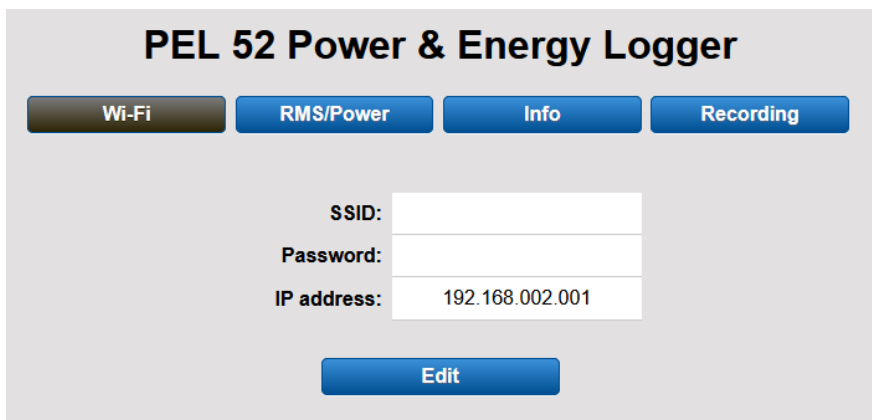 PEL 52 Power & Energy Logger
Wi-Fi RMS/Power Info Recording
SSID:
Password:
IP address: 192.168.002.001
Edit